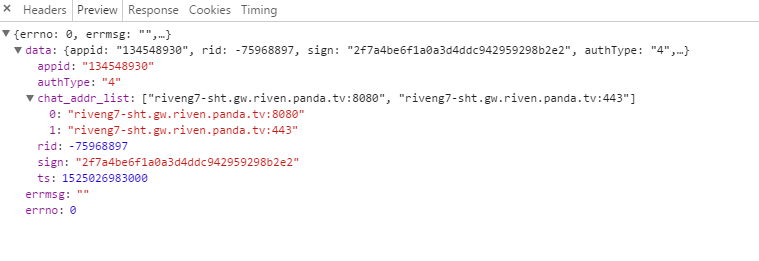 × Headers Preview Response Cookies Timing
▼{errno: 0, errmsg: "",…}
▼data: {appid: "134548930", rid: -75968897, sign: "2f7a4be6f1a0a3d4ddc942959298b2e2", authType: "4",…}
appid: "134548930"
authType: "4"
▼chat_addr_list: ["riveng7-sht.gw.riven.panda.tv:8080", "riveng7-sht.gw.riven.panda.tv:443"]
0: "riveng7-sht.gw.riven.panda.tv:8080"
1: "riveng7-sht.gw.riven.panda.tv:443"
rid: -75968897
sign: "2f7a4be6f1a0a3d4ddc942959298b2e2"
ts: 1525026983000
errmsg: ""
errno: 0